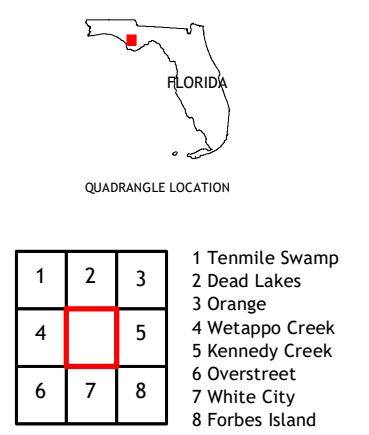 FLORIDA
QUADRANGLE LOCATION
1 2 3
4 5
6 7 8
1 Tenmile Swamp
2 Dead Lakes
3 Orange
4 Wetappo Creek
5 Kennedy Creek
6 Overstreet
7 White City
8 Forbes Island